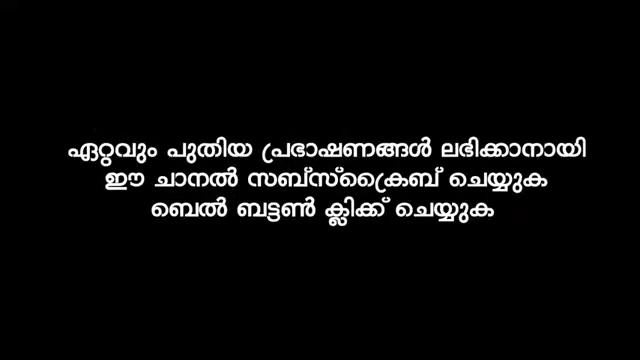 ഏറ്റവും പുതിയ പ്രഭാഷണങ്ങൾ ലഭിക്കാനായി
ഈ ചാനൽ സബ്സ്ക്രൈബ് ചെയ്യുക
ബെൽ ബട്ടൺ ക്ലിക്ക് ചെയ്യുക